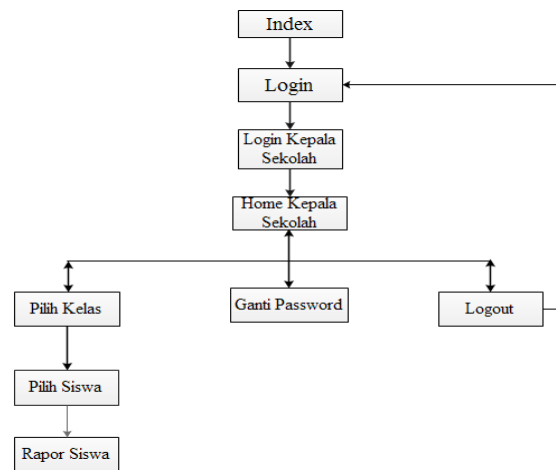 Index
Login
Login Kepala
Sekolah
Home Kepala
Sekolah
Pilih Kelas
Ganti Password
Logout
Pilih Siswa
Rapor Siswa